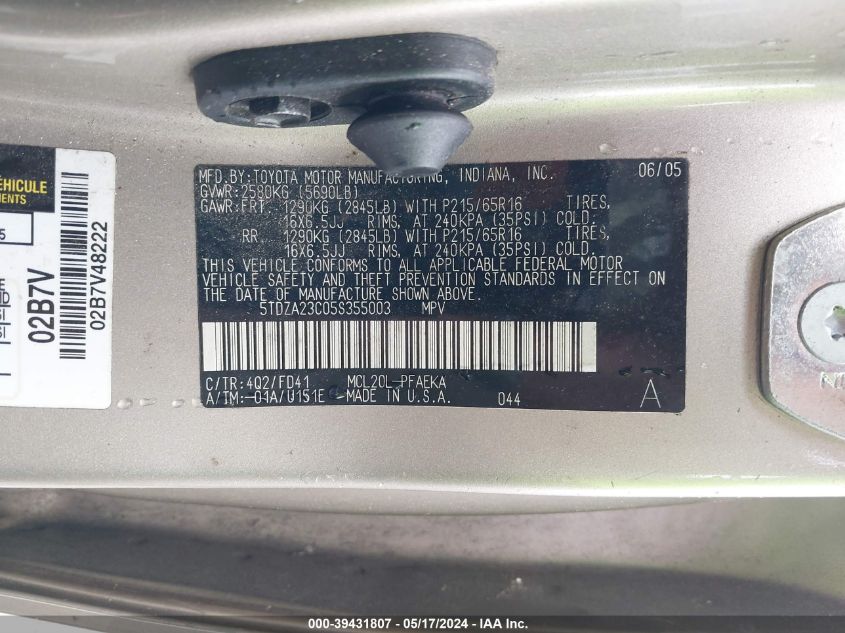 MFD.BY:TOYOTA MOTOR MANUFACTURING, INDIANA, INC. 06/05
GVWR:2580KG (5690LB)
GAWR:FRT 1290KG (2845LB) WITH P215/65R16 TIRES,
16X6.5JJ RIMS, AT 240KPA (35PSI) COLD.
RR 1290KG (2845LB) WITH P215/65R16 TIRES,
16X6.5JJ RIMS, AT 240KPA (35PSI) COLD.
THIS VEHICLE CONFORMS TO ALL APPLICABLE FEDERAL MOTOR
VEHICLE SAFETY AND THEFT PREVENTION STANDARDS IN EFFECT ON
THE DATE OF MANUFACTURE SHOWN ABOVE.
5TDZA23C05S355003 MPV
C/TR:4Q2/FD41 MCL20L-PFAEKA
A/TM:-01A/U151E MADE IN U.S.A. 044 A
EHICULE
ENTS
5
02B7V
02B7V48222
000-39431807 - 05/17/2024 - IAA Inc.